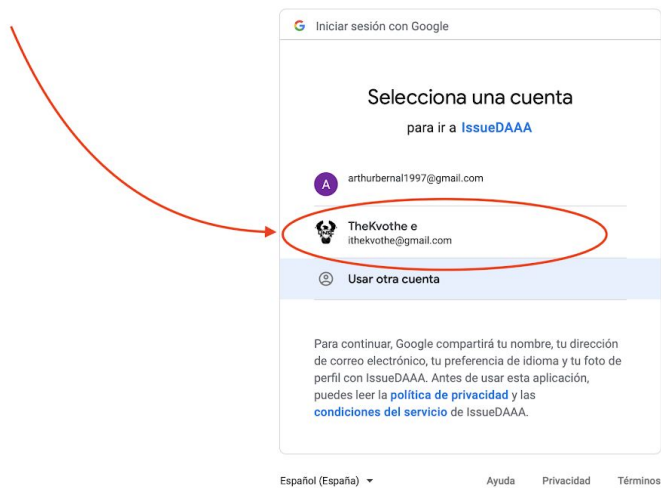 Iniciar sesión con Google
Selecciona una cuenta
para ir a IssueDAAA
A
arthurbernal1997@gmail.com
TheKvothe e
ithekvothe@gmail.com
Usar otra cuenta
Para continuar, Google compartirá tu nombre, tu dirección
de correo electrónico, tu preferencia de idioma y tu foto de
perfil con IssueDAAA. Antes de usar esta aplicación,
puedes leer la política de privacidad y las
condiciones del servicio de IssueDAAA.
Español (España)
Ayuda Privacidad Términos